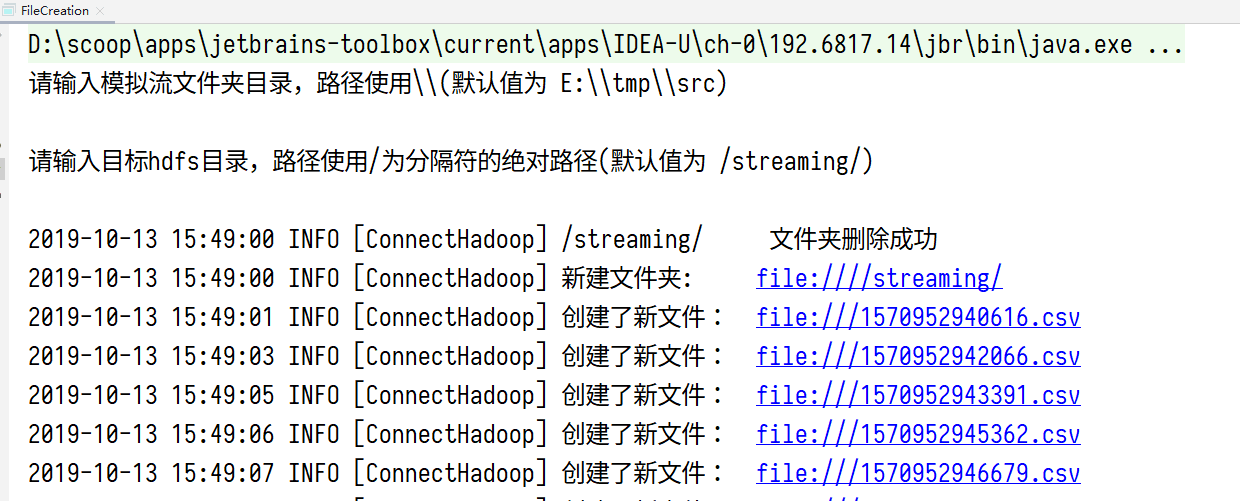 FileCreation
D:\scoop\apps\jetbrains-toolbox\current\apps\IDEA-U\ch-0\192.6817.14\jbr\bin\java.exe ...
请输入模拟流文件夹目录，路径使用\\(默认值为 E:\\tmp\\src)
请输入目标hdfs目录，路径使用/为分隔符的绝对路径(默认值为 /streaming/)
2019-10-13 15:49:00 INFO [ConnectHadoop] /streaming/ 文件夹删除成功
2019-10-13 15:49:00 INFO [ConnectHadoop] 新建文件夹: file:////streaming/
2019-10-13 15:49:01 INFO [ConnectHadoop] 创建了新文件： file:///1570952940616.csv
2019-10-13 15:49:03 INFO [ConnectHadoop] 创建了新文件： file:///1570952942066.csv
2019-10-13 15:49:05 INFO [ConnectHadoop] 创建了新文件： file:///1570952943391.csv
2019-10-13 15:49:06 INFO [ConnectHadoop] 创建了新文件： file:///1570952945362.csv
2019-10-13 15:49:07 INFO [ConnectHadoop] 创建了新文件： file:///1570952946679.csv